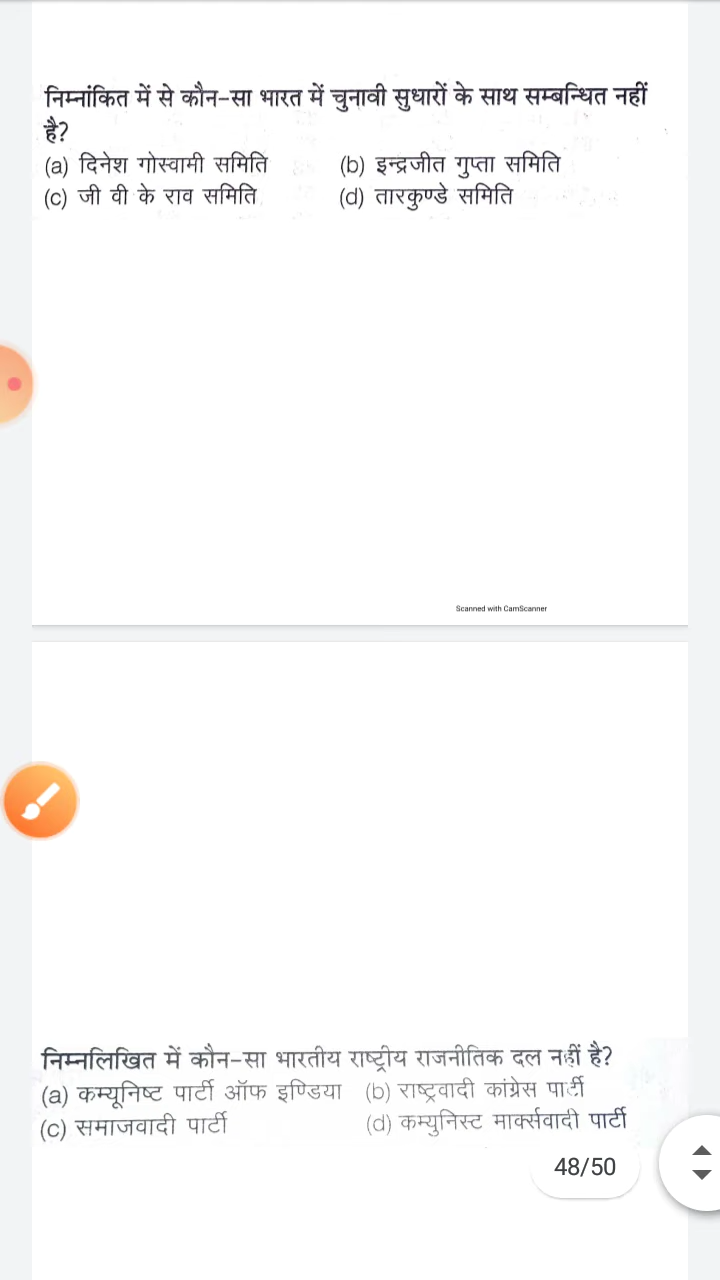 निम्नांकित में से कौन-सा भारत में चुनावी सुधारों के साथ सम्बन्धित नहीं
है?
(a) दिनेश गोस्वामी समिति (b) इन्द्रजीत गुप्ता समिति
(c) जी वी के राव समिति (d) तारकुण्डे समिति
Scanned with CamScanner
निम्नलिखित में कौन-सा भारतीय राष्ट्रीय राजनीतिक दल नहीं है?
(a) कम्यूनिष्ट पार्टी ऑफ इण्डिया (b) राष्ट्रवादी कांग्रेस पार्टी
(c) समाजवादी पार्टी (d) कम्युनिस्ट मार्क्सवादी पार्टी
48/50